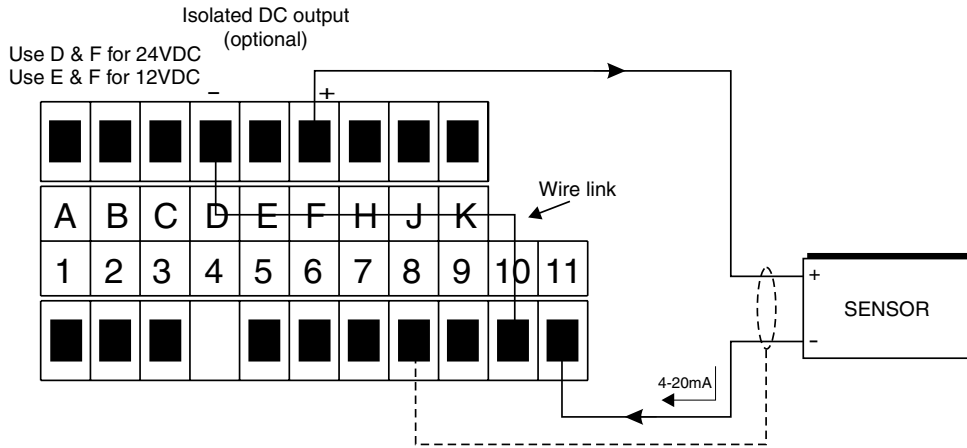 Isolated DC output
(optional)
Use D & F for 24VDC
Use E & F for 12VDC
- +
A B C D E F H J K
Wire link
1 2 3 4 5 6 7 8 9 10 11
+
SENSOR
-
4-20mA